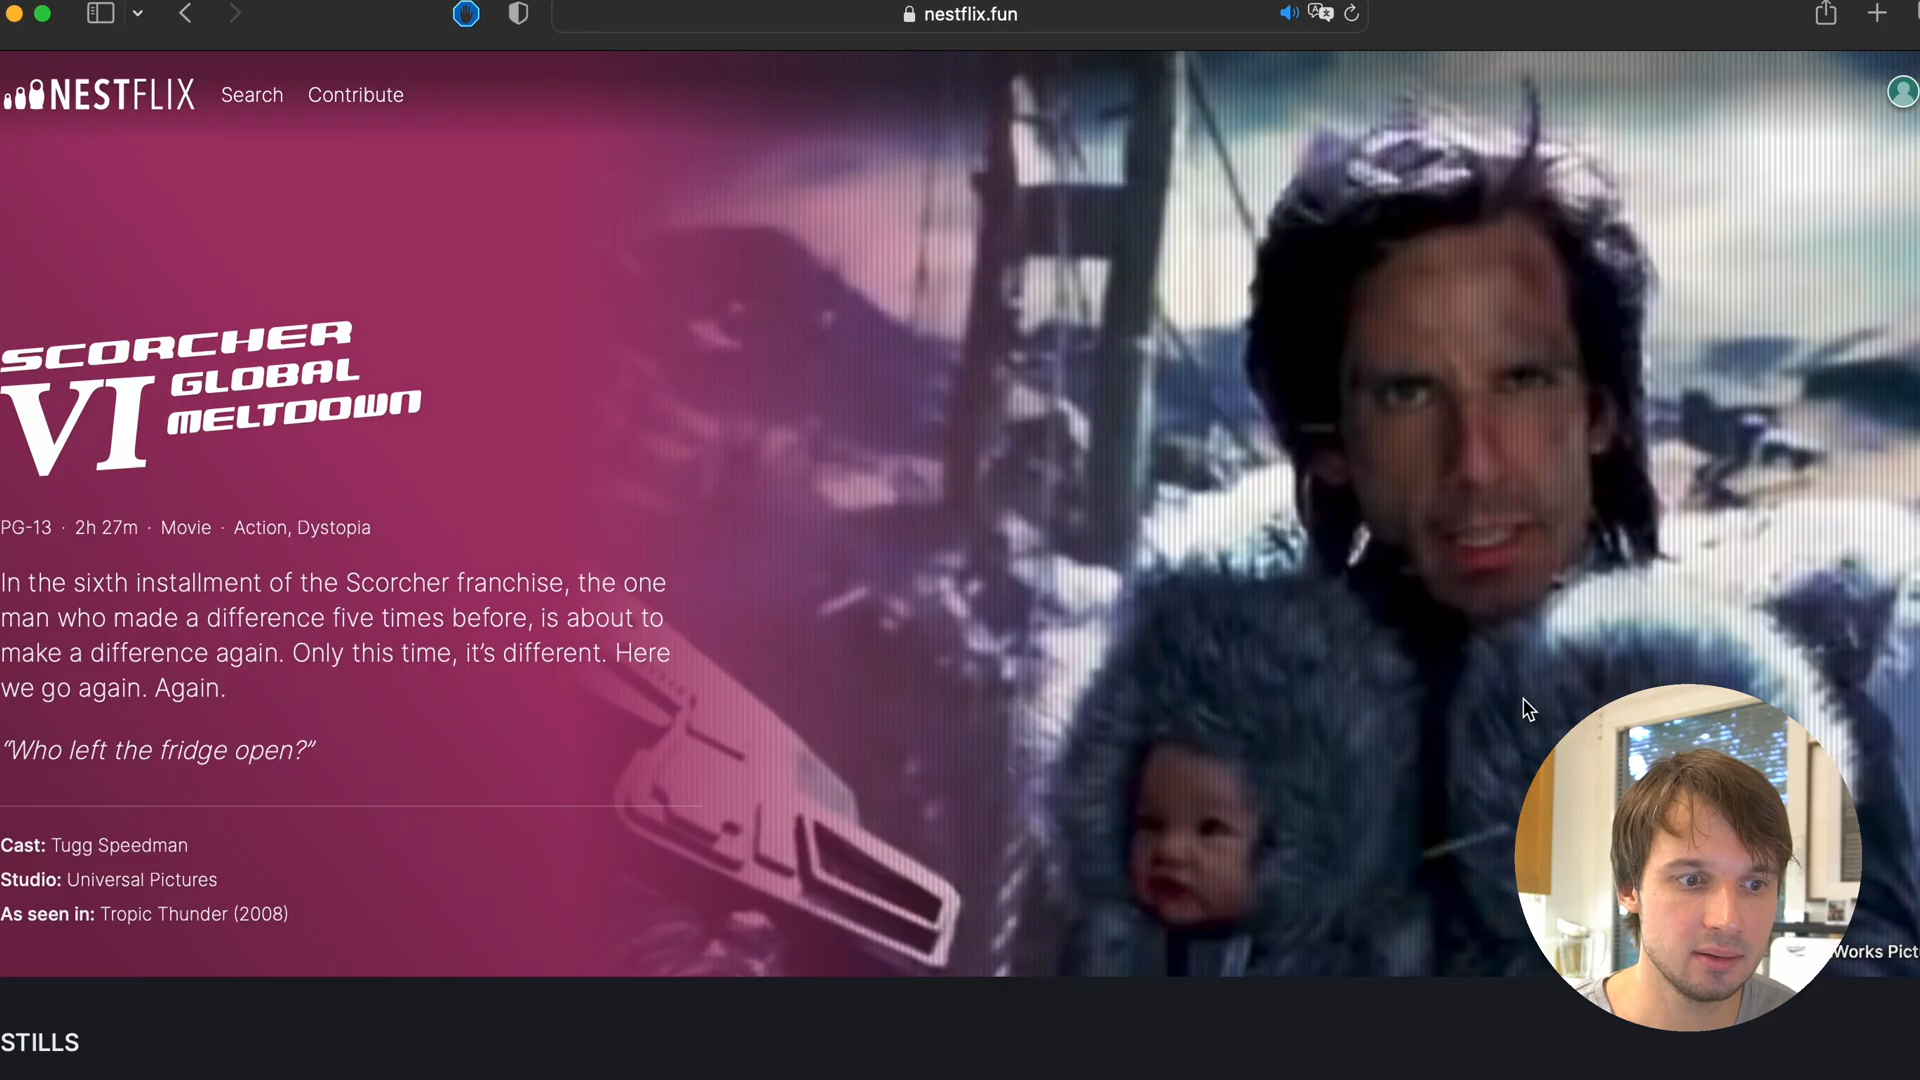 nestflix.fun
NESTFLIX Search Contribute
SCORCHER
VI GLOBAL
MELTDOWN
PG-13 · 2h 27m · Movie · Action, Dystopia
In the sixth installment of the Scorcher franchise, the one
man who made a difference five times before, is about to
make a difference again. Only this time, it’s different. Here
we go again. Again.
“Who left the fridge open?”
Cast: Tugg Speedman
Studio: Universal Pictures
As seen in: Tropic Thunder (2008)
Works Pict
STILLS